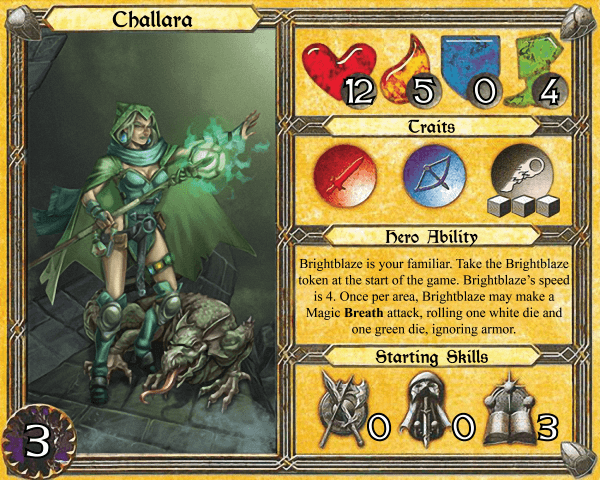 Challara
12 5 0 4
Traits
Hero Ability
Brightblaze is your familiar. Take the Brightblaze
token at the start of the game. Brightblaze's speed
is 4. Once per area, Brightblaze may make a
Magic Breath attack, rolling one white die and
one green die, ignoring armor.
Starting Skills
0 0 3
3